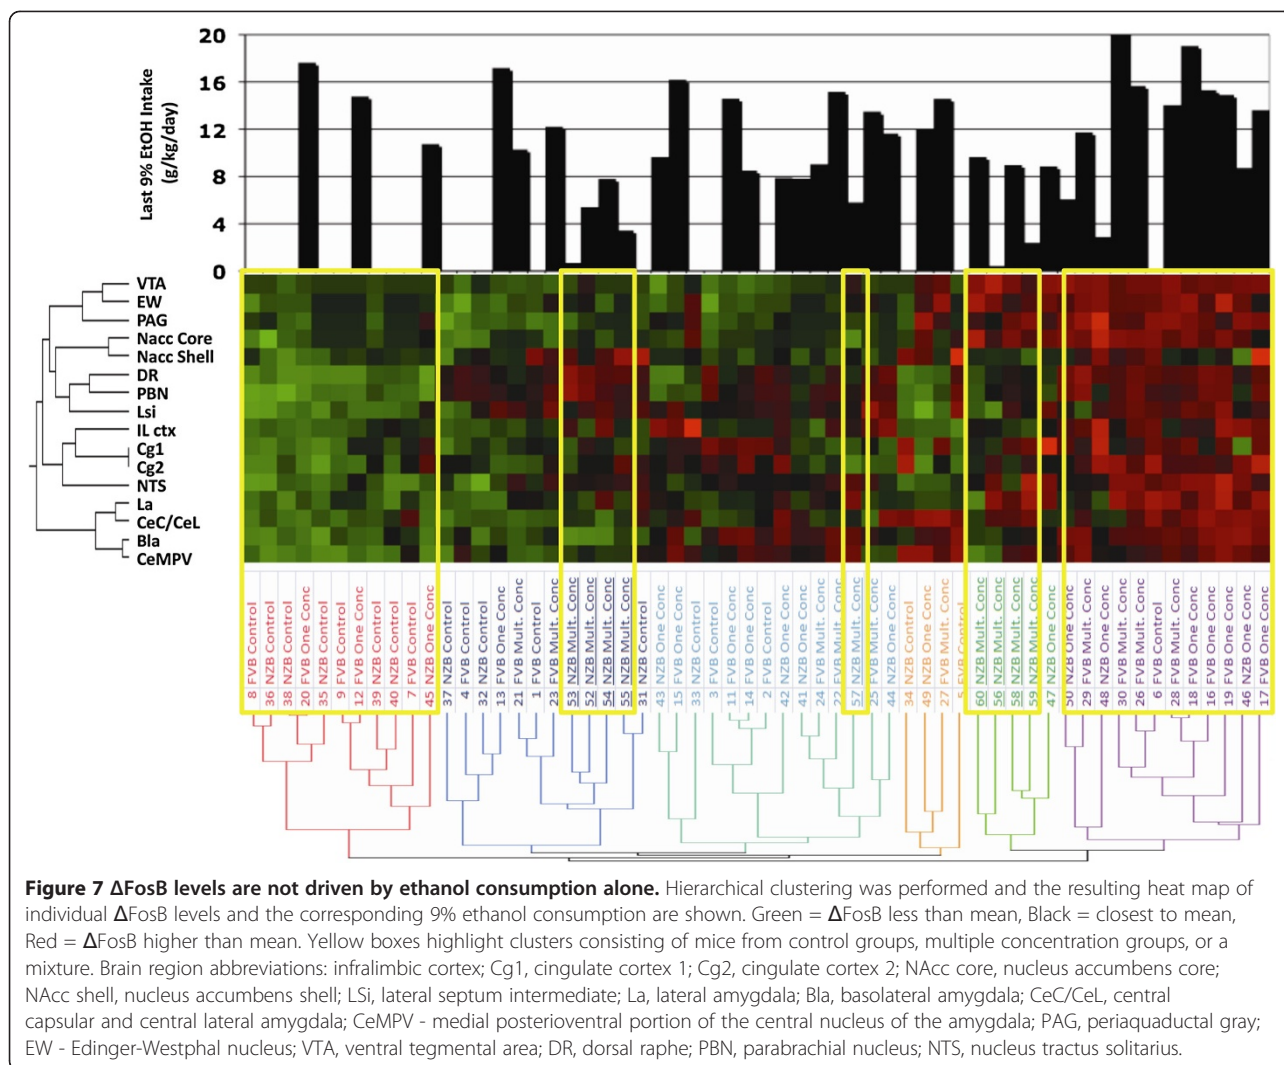 20
16
12
8
4
0
Last 9% EtOH Intake
(g/kg/day)
VTA
EW
PAG
Nacc Core
Nacc Shell
DR
PBN
Lsi
IL ctx
Cg1
Cg2
NTS
La
CeC/CeL
Bla
CeMPV
8 FVB Control
36 NZB Control
38 NZB Control
20 FVB One Conc
35 NZB Control
9 FVB Control
12 FVB One Conc
39 NZB Control
40 NZB Control
7 FVB Control
45 NZB One Conc
37 NZB Control
4 FVB Control
32 NZB Control
13 FVB One Conc
21 FVB Mult. Conc
1 FVB Control
23 FVB Mult. Conc
53 NZB Mult. Conc
52 NZB Mult. Conc
54 NZB Mult. Conc
55 NZB Mult. Conc
31 NZB Control
43 NZB One Conc
15 FVB One Conc
33 NZB Control
3 FVB Control
11 FVB One Conc
14 FVB One Conc
2 FVB Control
42 NZB One Conc
41 NZB One Conc
24 FVB Mult. Conc
FVB Mult. Conc
57 NZB Mult. Conc
25 FVB Mult. Conc
44 NZB One Conc
34 NZB Control
49 NZB One Conc
27 FVB Mult. Conc
5 FVB Control
60 NZB Mult. Conc
56 NZB Mult. Conc
58 NZB Mult. Conc
59 NZB Mult. Conc
47 NZB One Conc
50 NZB One Conc
29 FVB Mult. Conc
48 NZB One Conc
30 FVB Mult. Conc
26 FVB Mult. Conc
6 FVB Control
28 FVB Mult. Conc
18 FVB One Conc
16 FVB One Conc
19 FVB One Conc
46 NZB One Conc
17 FVB One Conc
Figure 7 ΔFosB levels are not driven by ethanol consumption alone. Hierarchical clustering was performed and the resulting heat map of
individual ΔFosB levels and the corresponding 9% ethanol consumption are shown. Green = ΔFosB less than mean, Black = closest to mean,
Red = ΔFosB higher than mean. Yellow boxes highlight clusters consisting of mice from control groups, multiple concentration groups, or a
mixture. Brain region abbreviations: infralimbic cortex; Cg1, cingulate cortex 1; Cg2, cingulate cortex 2; NAcc core, nucleus accumbens core;
NAcc shell, nucleus accumbens shell; LSi, lateral septum intermediate; La, lateral amygdala; Bla, basolateral amygdala; CeC/CeL, central
capsular and central lateral amygdala; CeMPV - medial posterioventral portion of the central nucleus of the amygdala; PAG, periaquaductal gray;
EW - Edinger-Westphal nucleus; VTA, ventral tegmental area; DR, dorsal raphe; PBN, parabrachial nucleus; NTS, nucleus tractus solitarius.